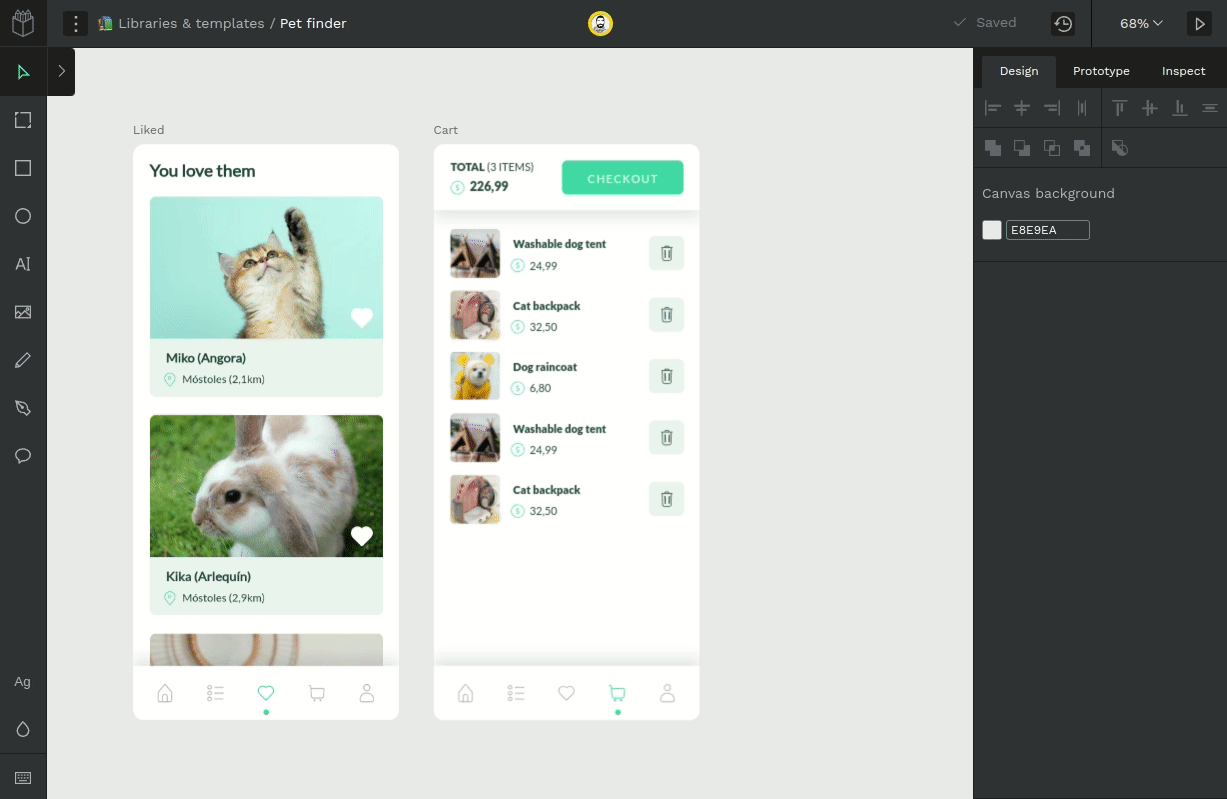 Libraries & templates / Pet finder
Saved
68%
Design
Prototype
Inspect
Canvas background
E8E9EA
AI
Ag
Liked
You love them
Miko (Angora)
Móstoles (2,1km)
Kika (Arlequín)
Móstoles (2,9km)
Cart
TOTAL (3 ITEMS)
$ 226,99
CHECKOUT
Washable dog tent
$ 24,99
Cat backpack
$ 32,50
Dog raincoat
$ 6,80
Washable dog tent
$ 24,99
Cat backpack
$ 32,50